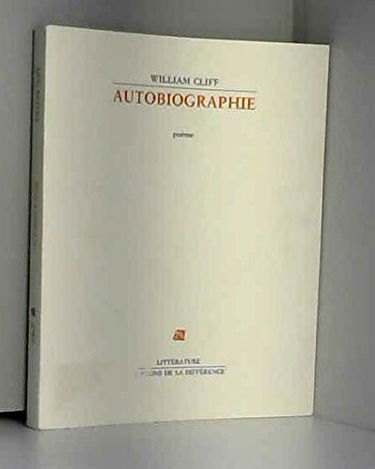 WILLIAM CLIFF
AUTOBIOGRAPHIE
poème
LITTÉRATURE
DE LA DIFFÉRENCE